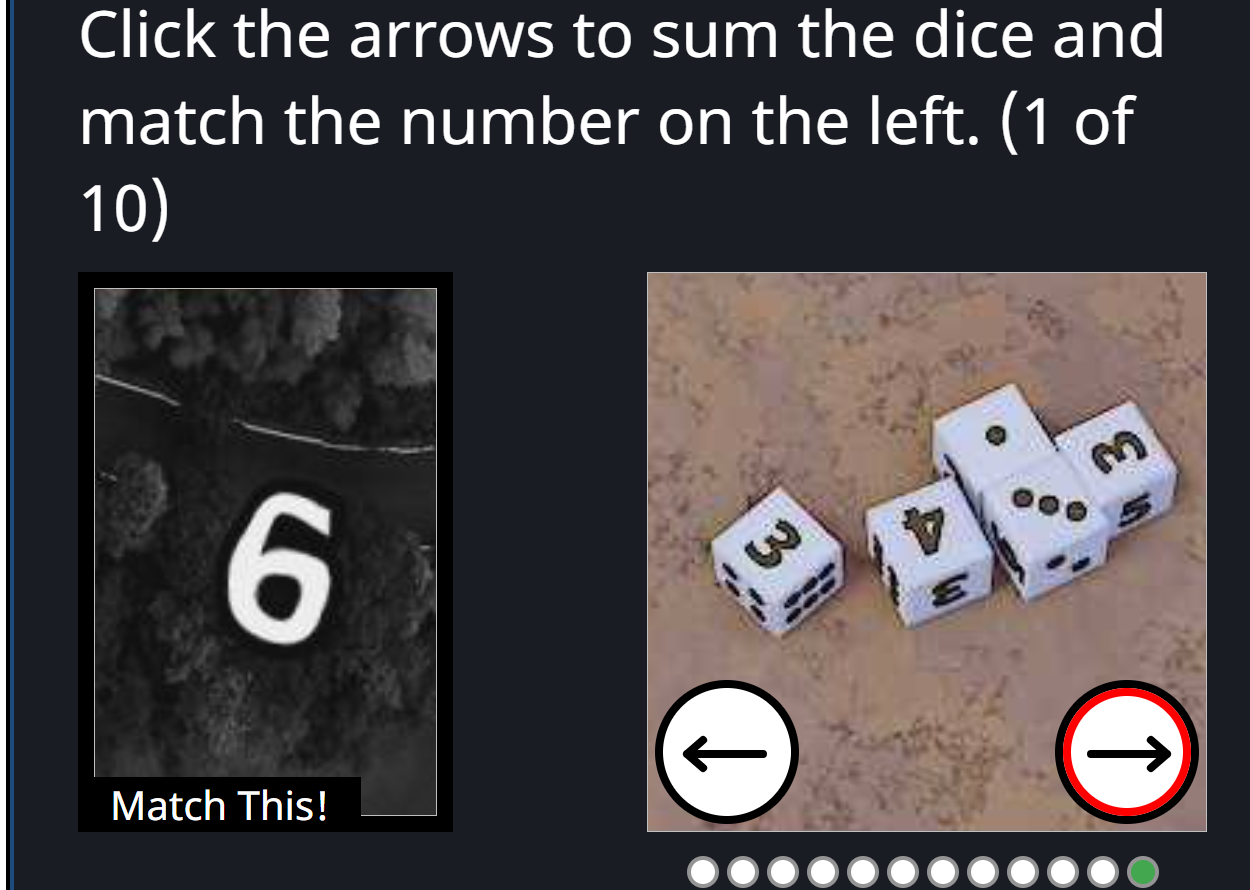 Click the arrows to sum the dice and
match the number on the left. (1 of
10)
6
Match This!
3
4
3
3
5